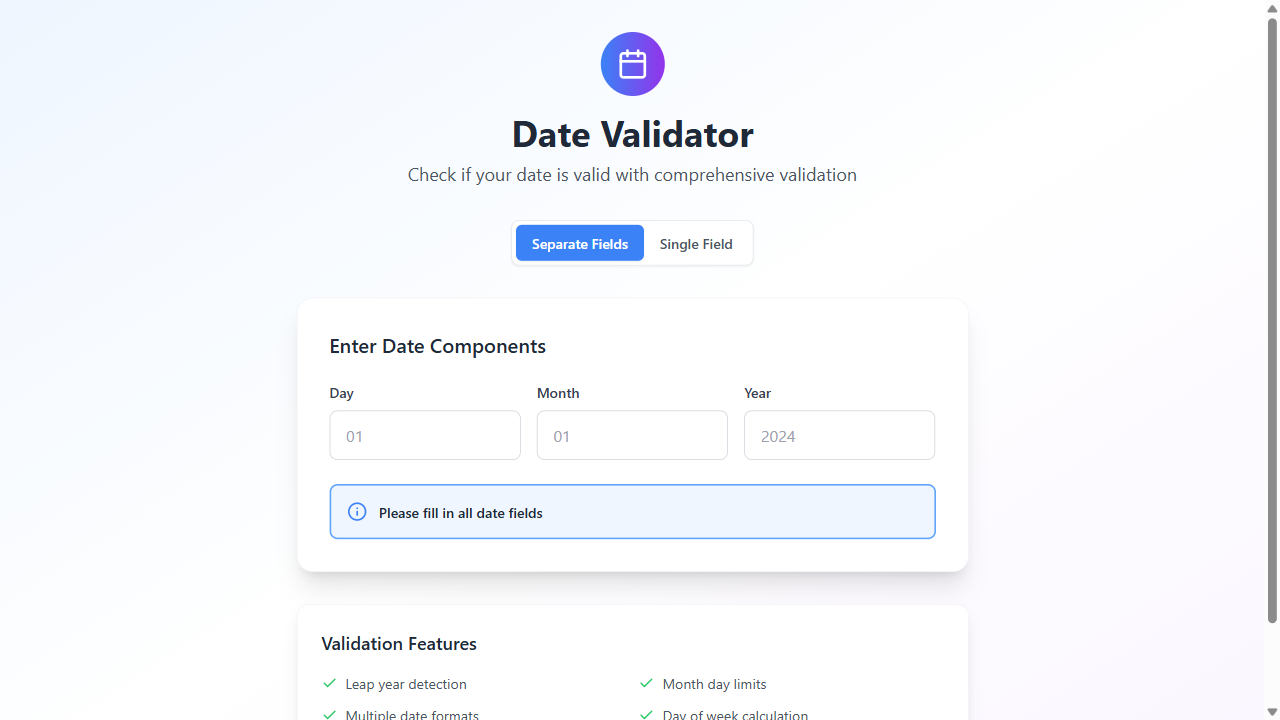 Date Validator
Check if your date is valid with comprehensive validation
Separate Fields Single Field
Enter Date Components
Day Month Year
01 01 2024
Please fill in all date fields
Validation Features
Leap year detection Month day limits
Multiple date formats Day of week calculation